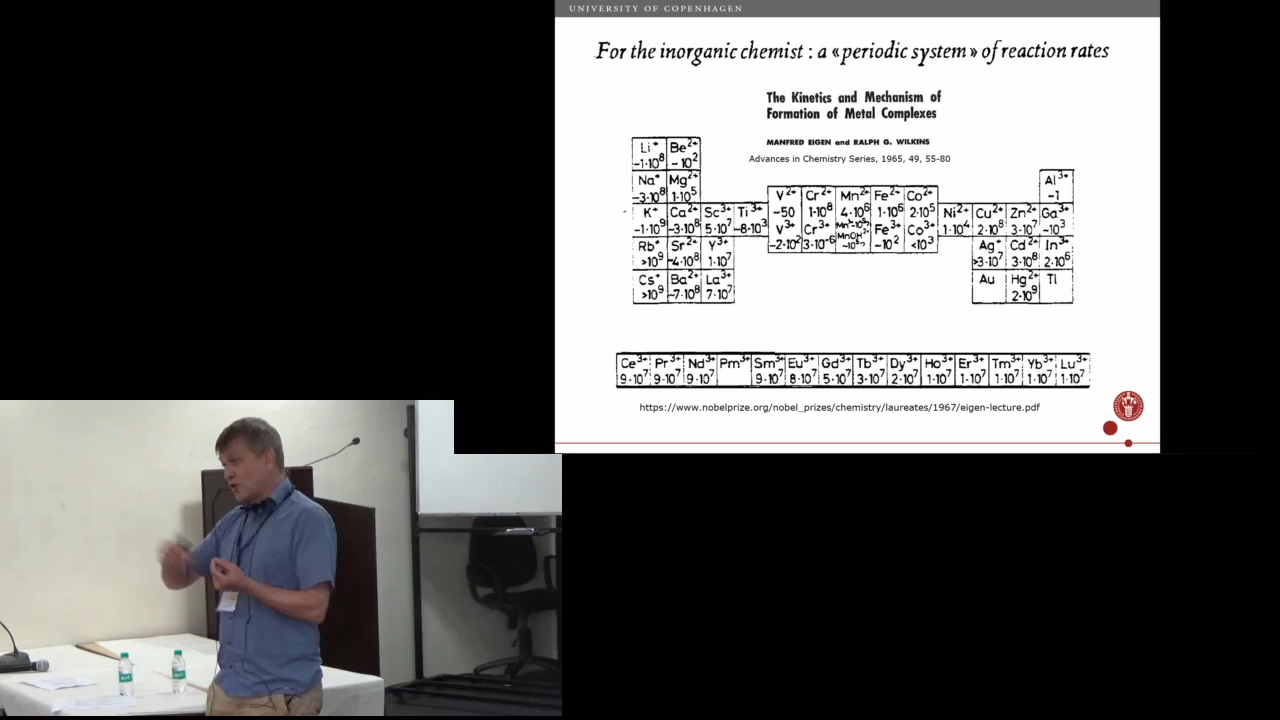 UNIVERSITY OF COPENHAGEN
For the inorganic chemist : a «periodic system» of reaction rates
The Kinetics and Mechanism of
Formation of Metal Complexes
MANFRED EIGEN and RALPH G. WILKINS
Advances in Chemistry Series, 1965, 49, 55-80
Li⁺ Be²⁺
~1·10⁸ ~10²
Na⁺ Mg²⁺ Al³⁺
~3·10⁸ 1·10⁵ ~1
V²⁺ Cr²⁺ Mn²⁺ Fe²⁺ Co²⁺
K⁺ Ca²⁺ Sc³⁺ Ti³⁺ ~50 1·10⁸ 4·10⁶ 1·10⁶ 2·10⁵ Ni²⁺ Cu²⁺ Zn²⁺ Ga³⁺
~1·10⁹ ~3·10⁸ 5·10⁷ ~8·10³ V³⁺ Cr³⁺ MnOH²⁺ Fe³⁺ Co³⁺ 1·10⁴ 2·10⁸ 3·10⁷ ~10³
~2·10² 3·10⁻⁶ ~10² <10³
Rb⁺ Sr²⁺ Y³⁺ Ag⁺ Cd²⁺ In³⁺
>10⁹ ~4·10⁸ 1·10⁷ >3·10⁷ 3·10⁸ 2·10⁶
Cs⁺ Ba²⁺ La³⁺ Au Hg²⁺ Tl
>10⁹ ~7·10⁸ 7·10⁷ 2·10⁹
Ce³⁺ Pr³⁺ Nd³⁺ Pm³⁺ Sm³⁺ Eu³⁺ Gd³⁺ Tb³⁺ Dy³⁺ Ho³⁺ Er³⁺ Tm³⁺ Yb³⁺ Lu³⁺
9·10⁷ 9·10⁷ 9·10⁷ 9·10⁷ 8·10⁷ 5·10⁷ 3·10⁷ 2·10⁷ 1·10⁷ 1·10⁷ 1·10⁷ 1·10⁷ 1·10⁷
https://www.nobelprize.org/nobel_prizes/chemistry/laureates/1967/eigen-lecture.pdf